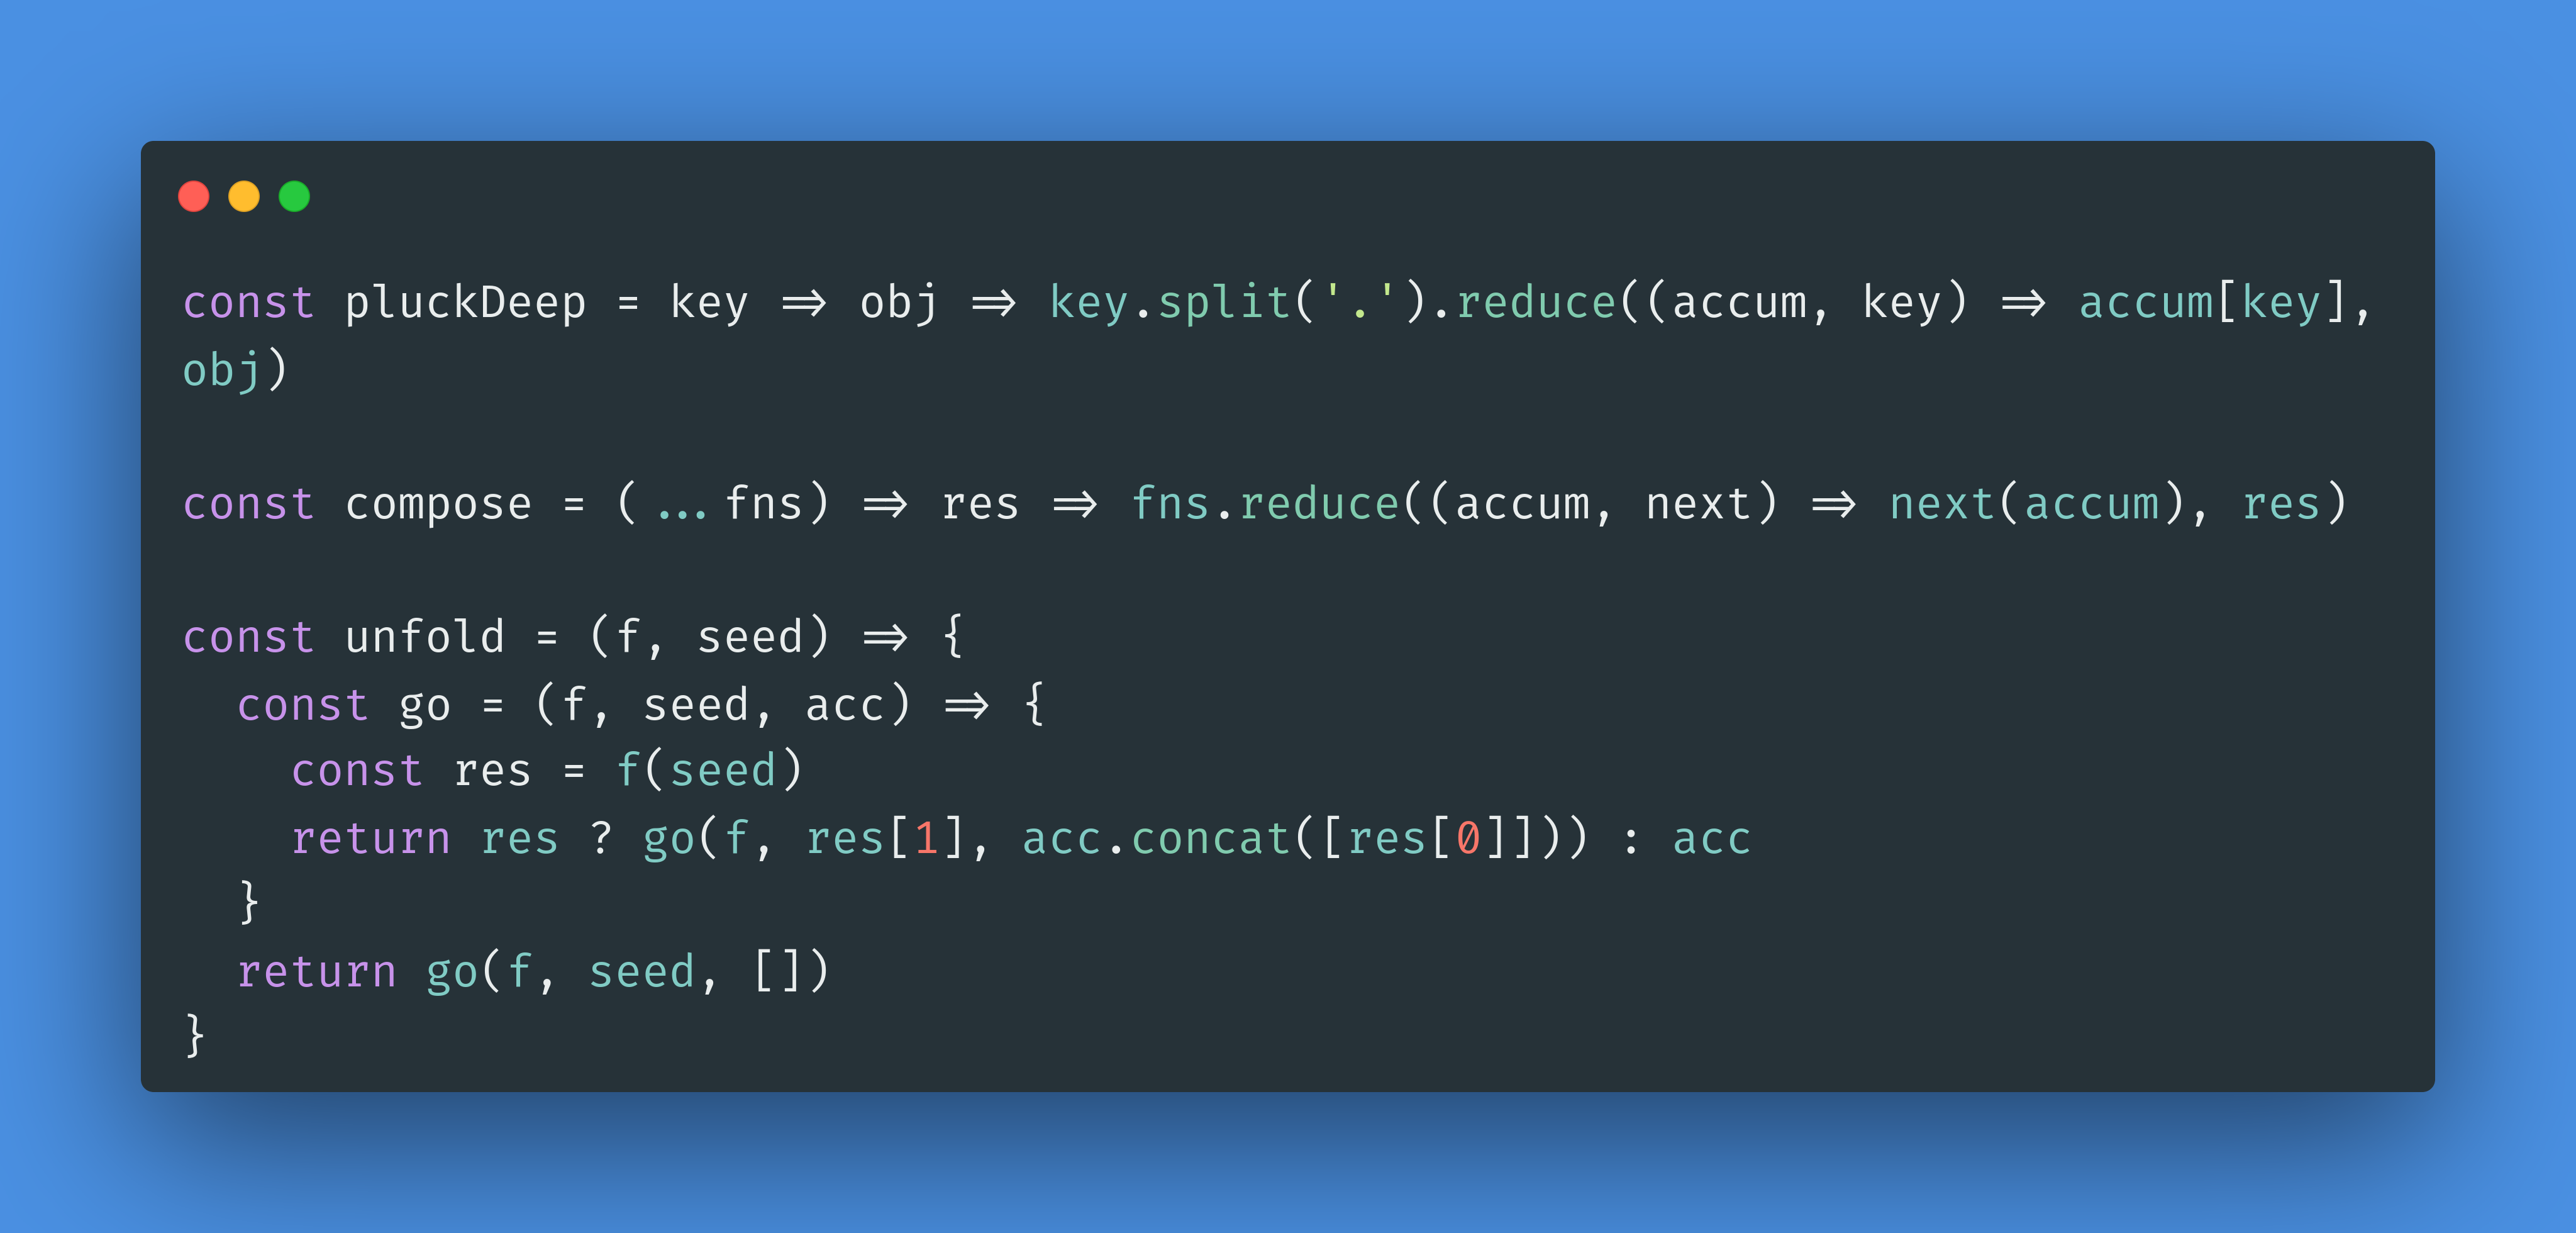 const pluckDeep = key => obj => key.split('.').reduce((accum, key) => accum[key],
obj)
const compose = (...fns) => res => fns.reduce((accum, next) => next(accum), res)
const unfold = (f, seed) => {
  const go = (f, seed, acc) => {
    const res = f(seed)
    return res ? go(f, res[1], acc.concat([res[0]])) : acc
  }
  return go(f, seed, [])
}